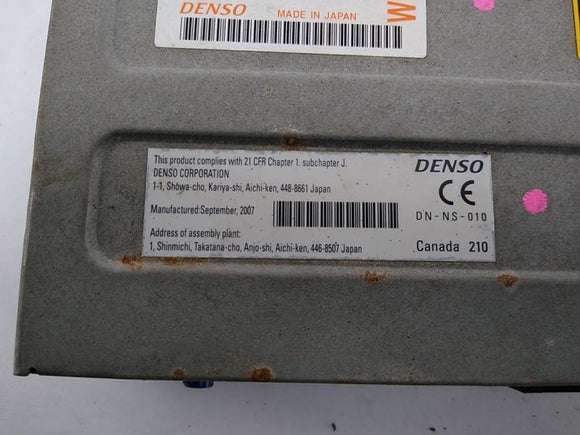 DENSO MADE IN JAPAN W
This product complies with 21 CFR Chapter 1. subchapter J.
DENSO CORPORATION
1-1, Showa-cho, Kariya-shi, Aichi-ken, 448-8661 Japan
Manufactured:September, 2007
Address of assembly plant:
1, Shinmichi, Takatana-cho, Anjo-shi, Aichi-ken, 446-8507 Japan
DENSO
CE
DN-NS-010
Canada 210